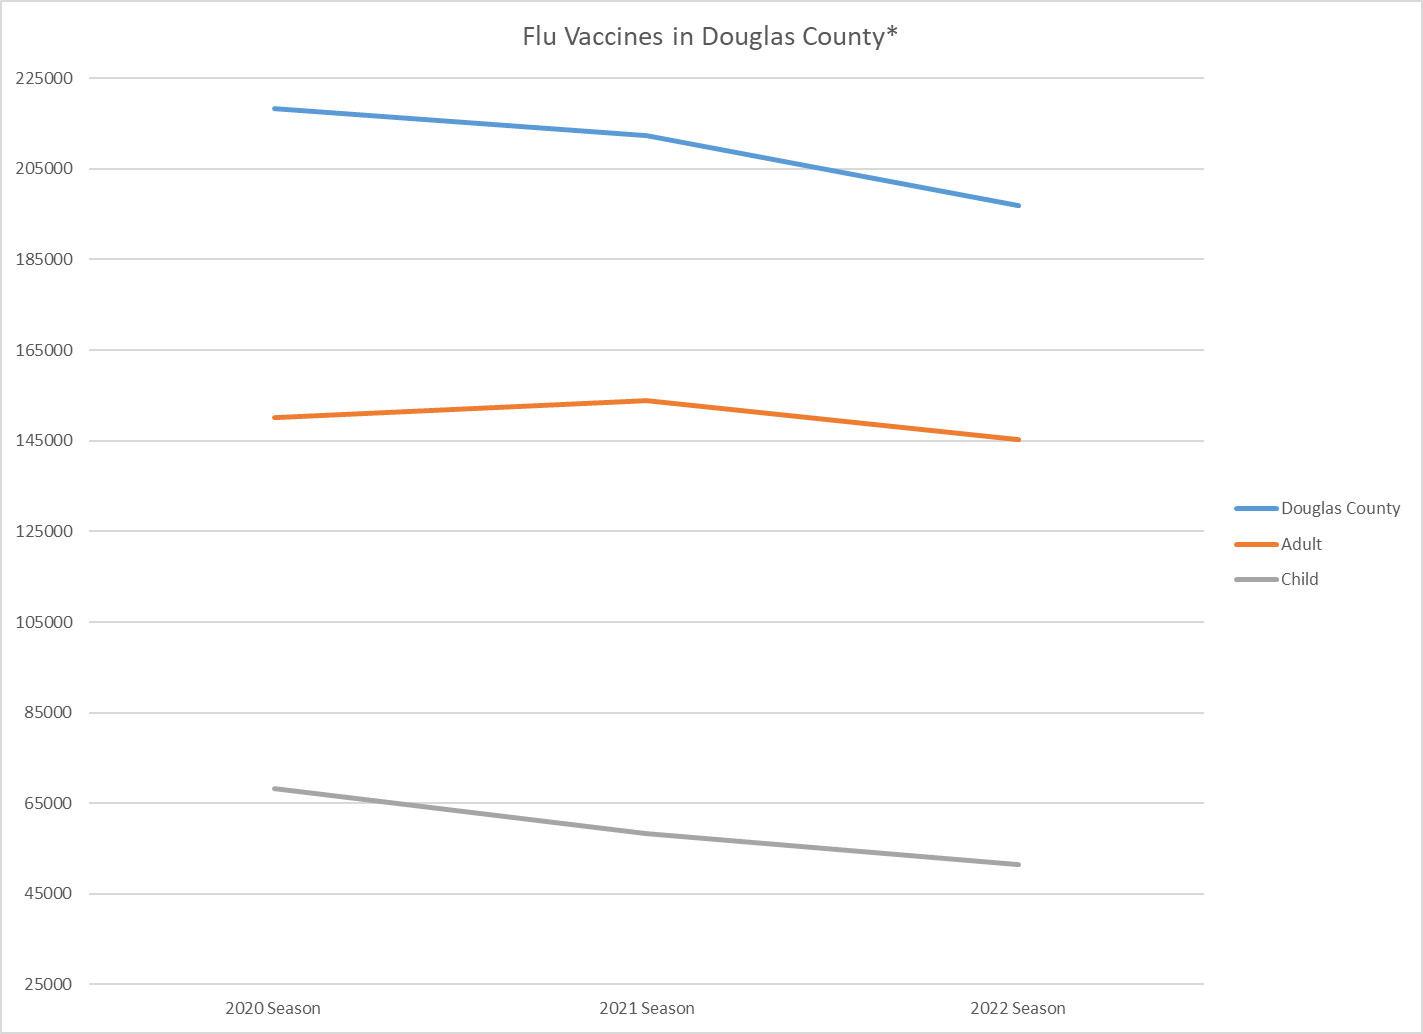 Flu Vaccines in Douglas County*
225000
205000
185000
165000
145000
125000
105000
85000
65000
45000
25000
2020 Season
2021 Season
2022 Season
Douglas County
Adult
Child